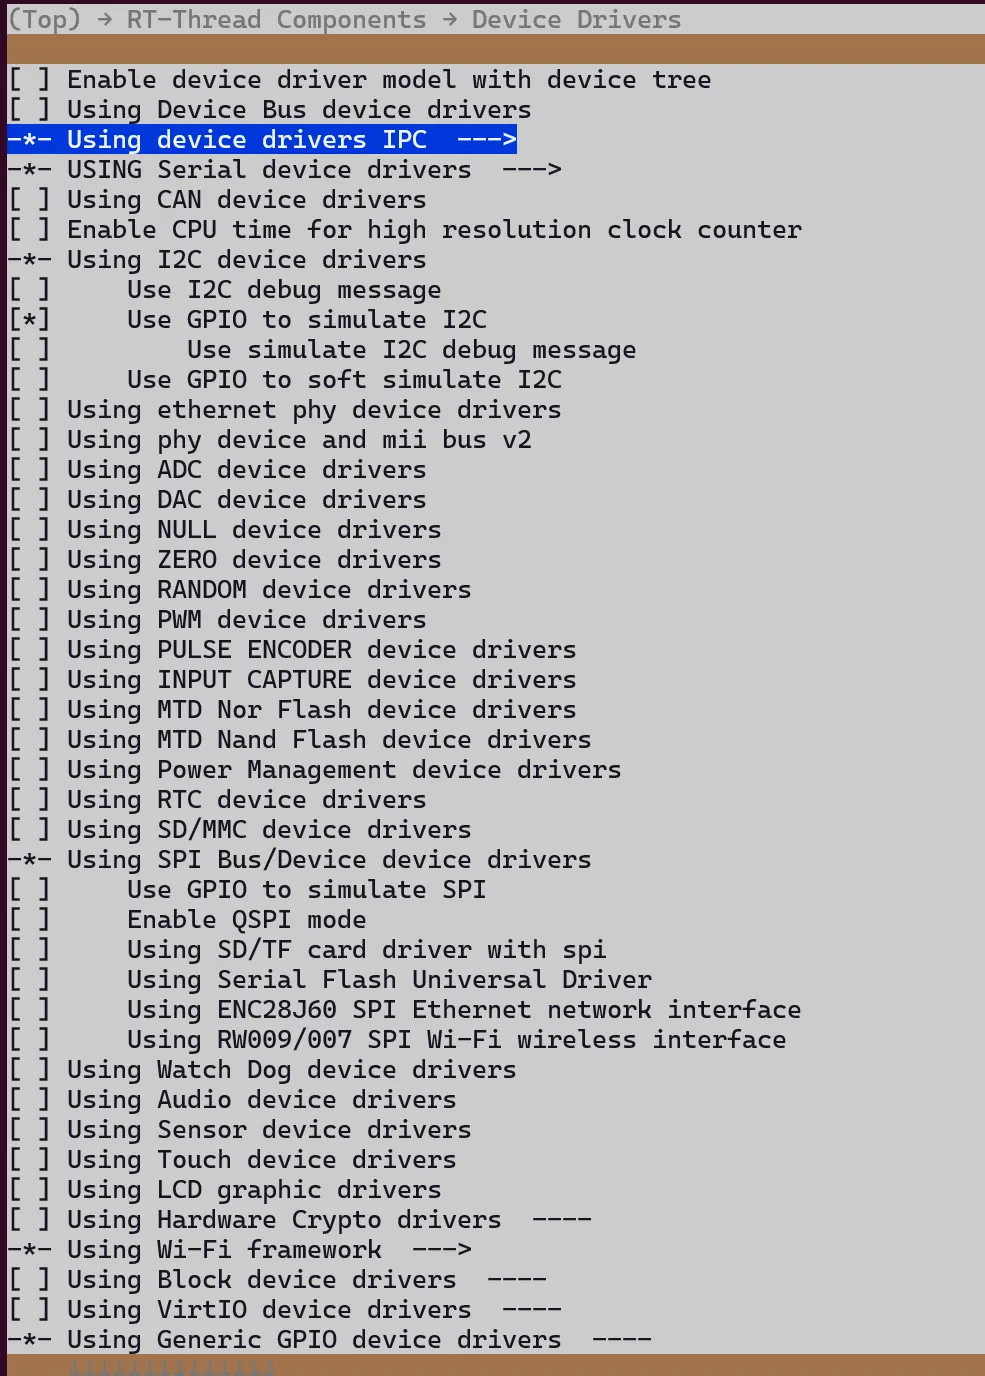 (Top) → RT-Thread Components → Device Drivers
[ ] Enable device driver model with device tree
[ ] Using Device Bus device drivers
-*- Using device drivers IPC  --->
-*- USING Serial device drivers  --->
[ ] Using CAN device drivers
[ ] Enable CPU time for high resolution clock counter
-*- Using I2C device drivers
[ ]     Use I2C debug message
[*]     Use GPIO to simulate I2C
[ ]         Use simulate I2C debug message
[ ]     Use GPIO to soft simulate I2C
[ ] Using ethernet phy device drivers
[ ] Using phy device and mii bus v2
[ ] Using ADC device drivers
[ ] Using DAC device drivers
[ ] Using NULL device drivers
[ ] Using ZERO device drivers
[ ] Using RANDOM device drivers
[ ] Using PWM device drivers
[ ] Using PULSE ENCODER device drivers
[ ] Using INPUT CAPTURE device drivers
[ ] Using MTD Nor Flash device drivers
[ ] Using MTD Nand Flash device drivers
[ ] Using Power Management device drivers
[ ] Using RTC device drivers
[ ] Using SD/MMC device drivers
-*- Using SPI Bus/Device device drivers
[ ]     Use GPIO to simulate SPI
[ ]     Enable QSPI mode
[ ]     Using SD/TF card driver with spi
[ ]     Using Serial Flash Universal Driver
[ ]     Using ENC28J60 SPI Ethernet network interface
[ ]     Using RW009/007 SPI Wi-Fi wireless interface
[ ] Using Watch Dog device drivers
[ ] Using Audio device drivers
[ ] Using Sensor device drivers
[ ] Using Touch device drivers
[ ] Using LCD graphic drivers
[ ] Using Hardware Crypto drivers  ----
-*- Using Wi-Fi framework  --->
[ ] Using Block device drivers  ----
[ ] Using VirtIO device drivers  ----
-*- Using Generic GPIO device drivers  ----
↓↓↓↓↓↓↓↓↓↓↓↓↓↓